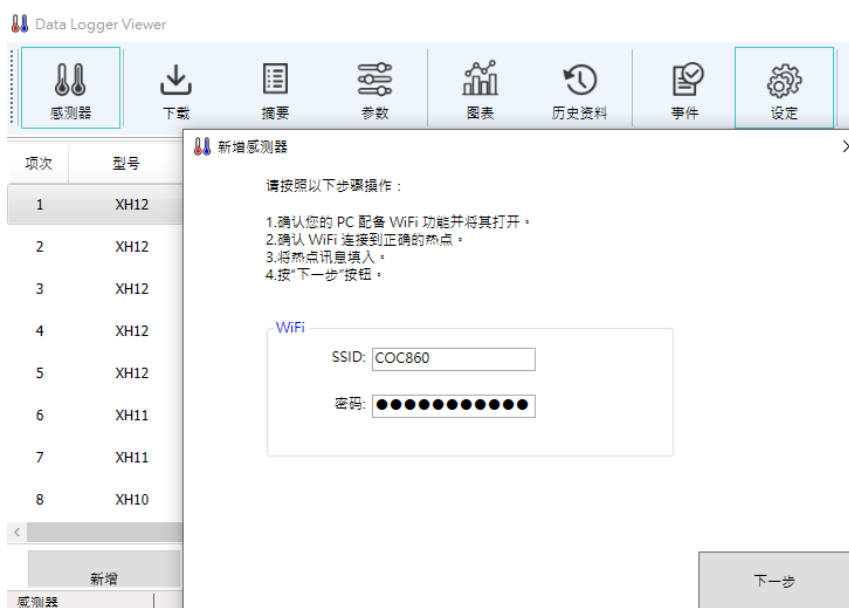 Data Logger Viewer
感测器 下载 摘要 参数 图表 历史资料 事件 设定
项次 型号
1 XH12
2 XH12
3 XH12
4 XH12
5 XH12
6 XH11
7 XH11
8 XH10
新增
感测器
新增感测器
请按照以下步骤操作：
1.确认您的 PC 配备 WiFi 功能并将其打开。
2.确认 WiFi 连接到正确的热点。
3.将热点讯息填入。
4.按"下一步"按钮。
WiFi
SSID: COC860
密码: ●●●●●●●●●●●
下一步